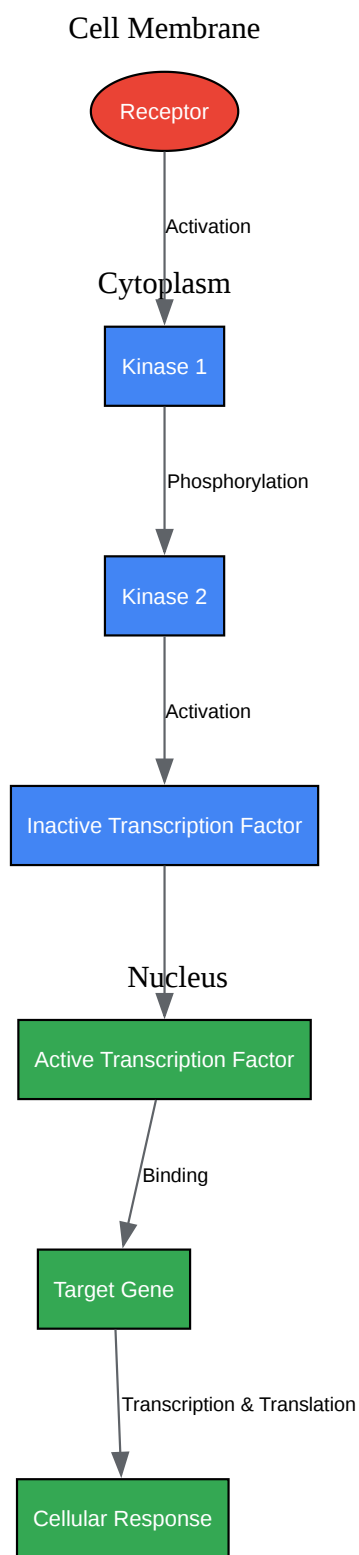 Cell Membrane
Receptor
Activation
Cytoplasm
Kinase 1
Phosphorylation
Kinase 2
Activation
Inactive Transcription Factor
Nucleus
Active Transcription Factor
Binding
Target Gene
Transcription & Translation
Cellular Response